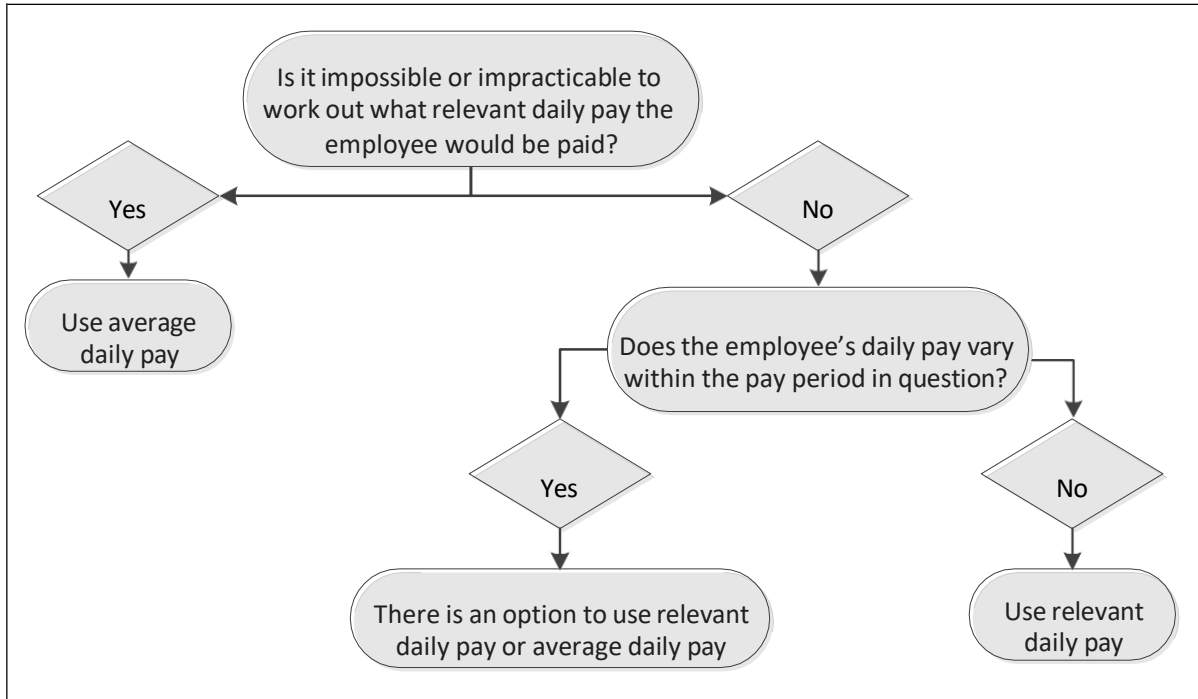 Is it impossible or impracticable to
work out what relevant daily pay the
employee would be paid?
Yes
No
Use average
daily pay
Does the employee’s daily pay vary
within the pay period in question?
Yes
No
There is an option to use relevant
daily pay or average daily pay
Use relevant
daily pay